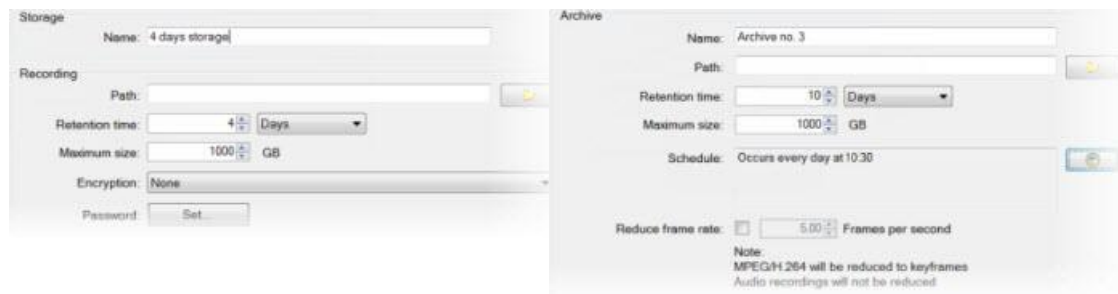 Storage
Name: 4 days storage
Recording
Path:
Retention time: 4 Days
Maximum size: 1000 GB
Encryption: None
Password: Set...
Archive
Name: Archive no. 3
Path:
Retention time: 10 Days
Maximum size: 1000 GB
Schedule: Occurs every day at 10:30
Reduce frame rate: 5.00 Frames per second
Note:
MPEG/H.264 will be reduced to keyframes
Audio recordings will not be reduced